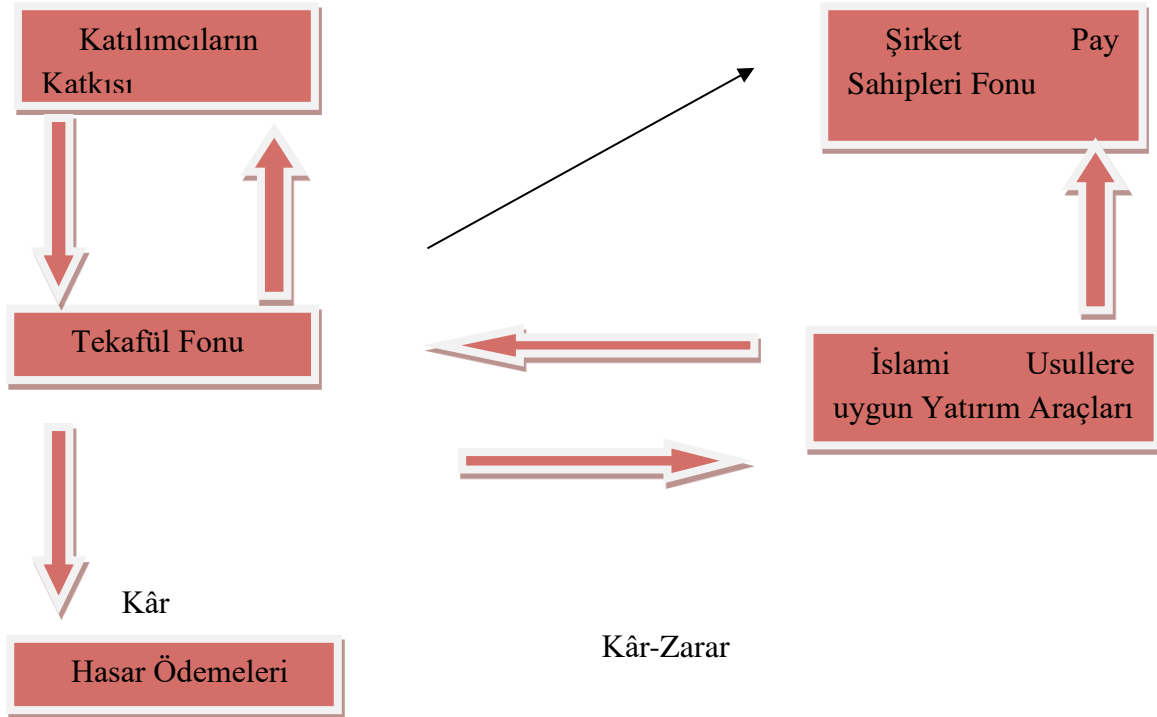 Katılımcıların
Katkısı
Şirket Pay
Sahipleri Fonu
Tekafül Fonu
İslami Usullere
uygun Yatırım Araçları
Kâr
Kâr-Zarar
Hasar Ödemeleri